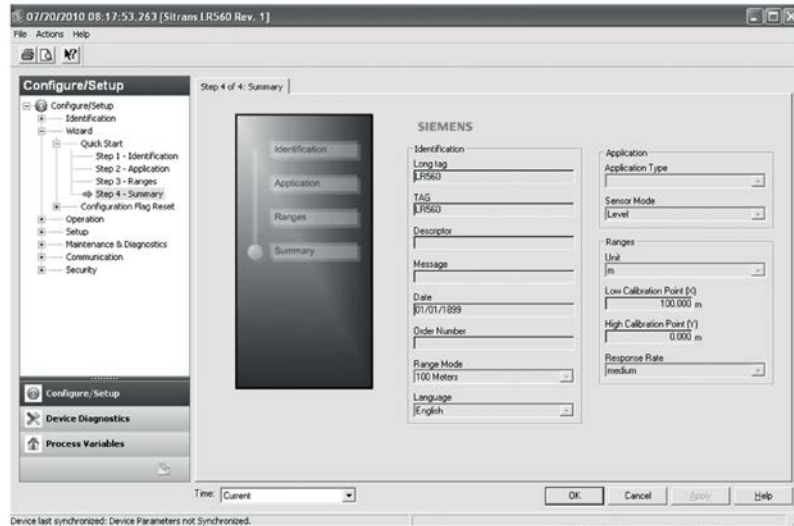 07/20/2010 08:17:53.263 [Sitrans LR560 Rev. 1]
File Actions Help
Configure/Setup
Configure/Setup
Identification
Wizard
Quick Start
Step 1 - Identification
Step 2 - Application
Step 3 - Ranges
Step 4 - Summary
Configuration Flag Reset
Operation
Setup
Maintenance & Diagnostics
Communication
Security
Configure/Setup
Device Diagnostics
Process Variables
Step 4 of 4: Summary
Identification
Application
Ranges
Summary
SIEMENS
Identification
Long tag
LR560
TAG
LR560
Descriptor
Message
Date
01/01/1899
Order Number
Range Mode
100 Meters
Language
English
Application
Application Type
Sensor Mode
Level
Ranges
Unit
m
Low Calibration Point (X)
100.000 m
High Calibration Point (Y)
0.000 m
Response Rate
medium
Time: Current
OK Cancel Apply Help
Device last synchronized: Device Parameters not Synchronized.